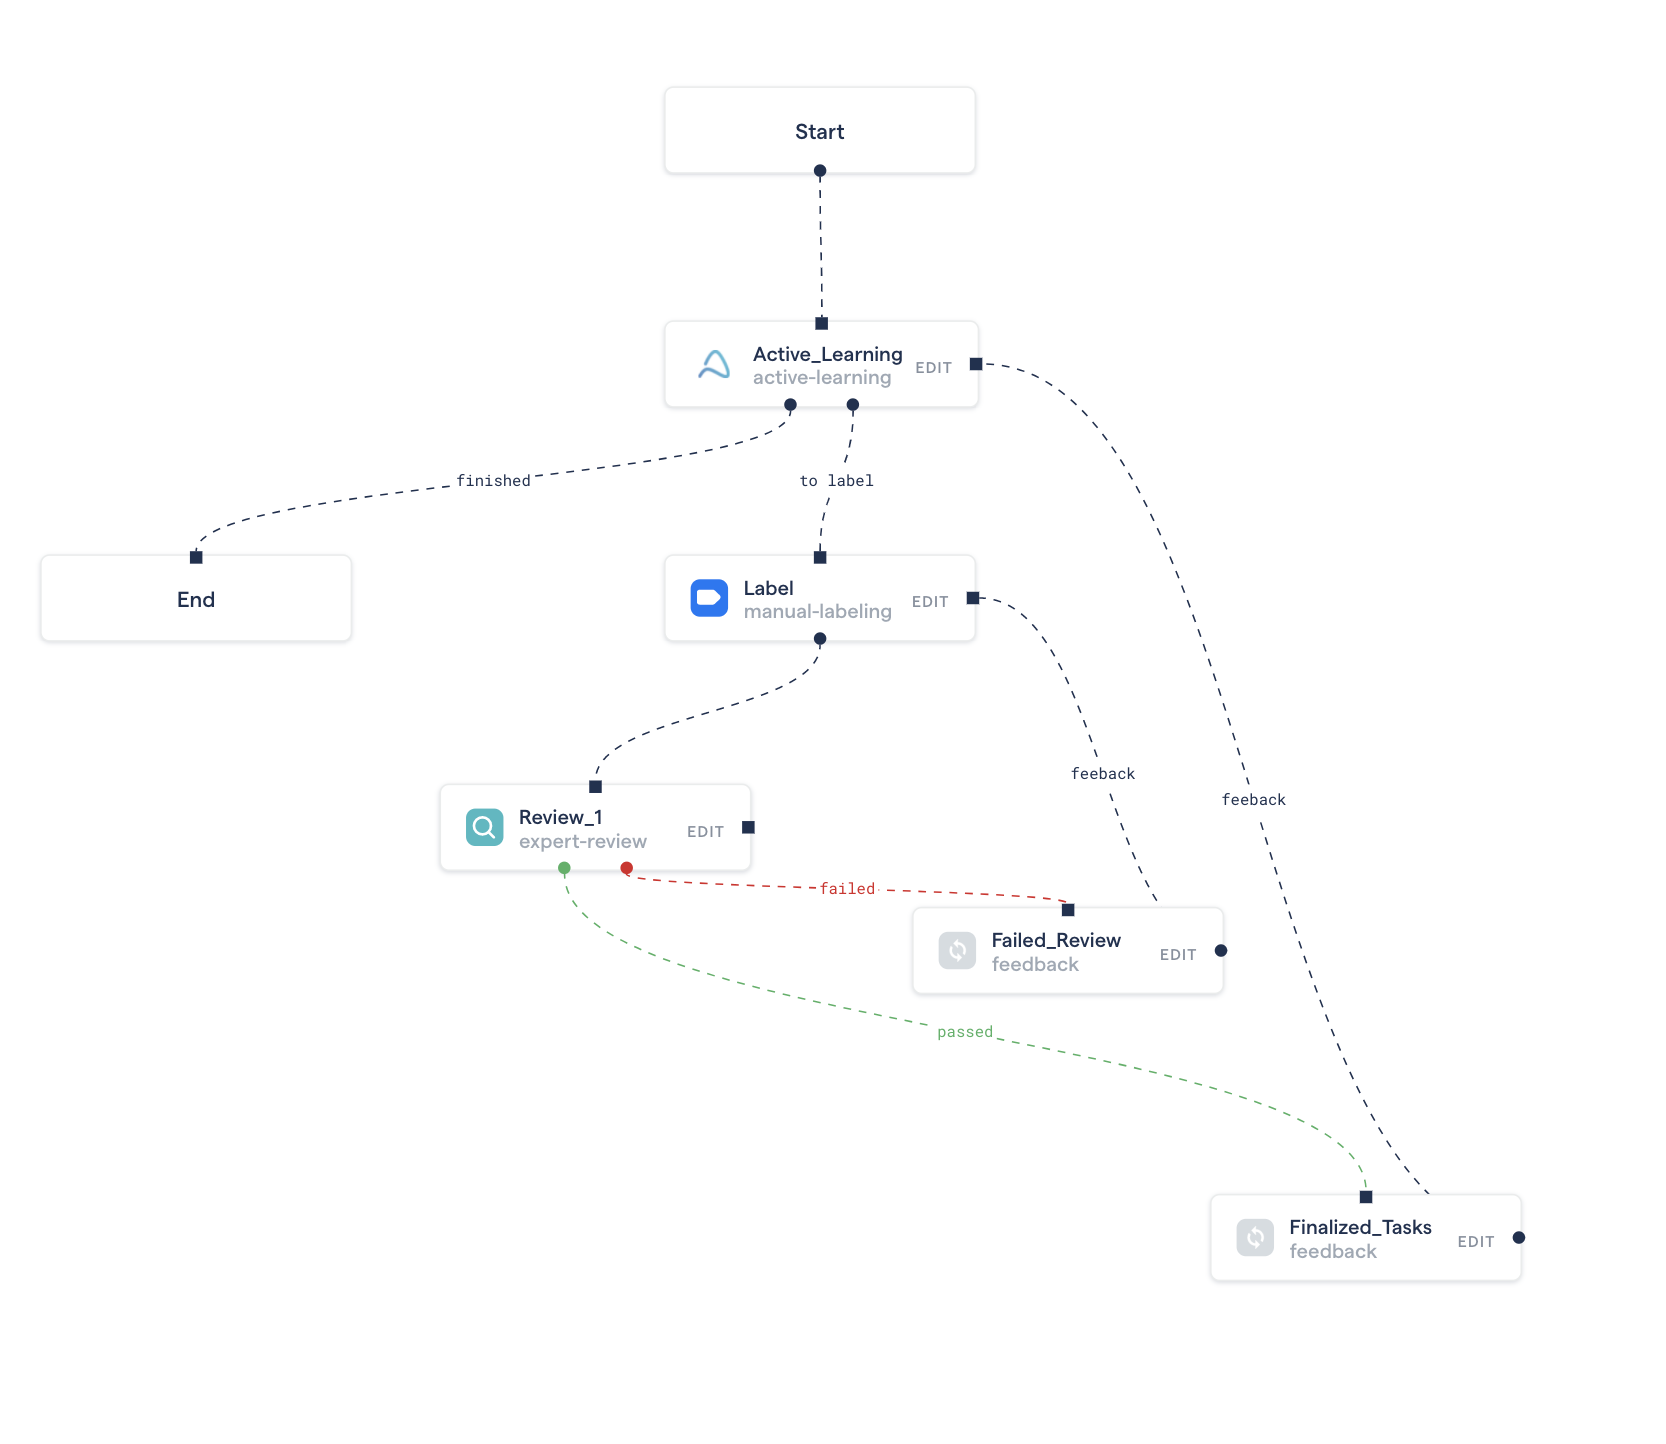 Start
Active_Learning
active-learning
EDIT
finished
to label
End
Label
manual-labeling
EDIT
feeback
feeback
Review_1
expert-review
EDIT
failed
Failed_Review
feedback
EDIT
passed
Finalized_Tasks
feedback
EDIT